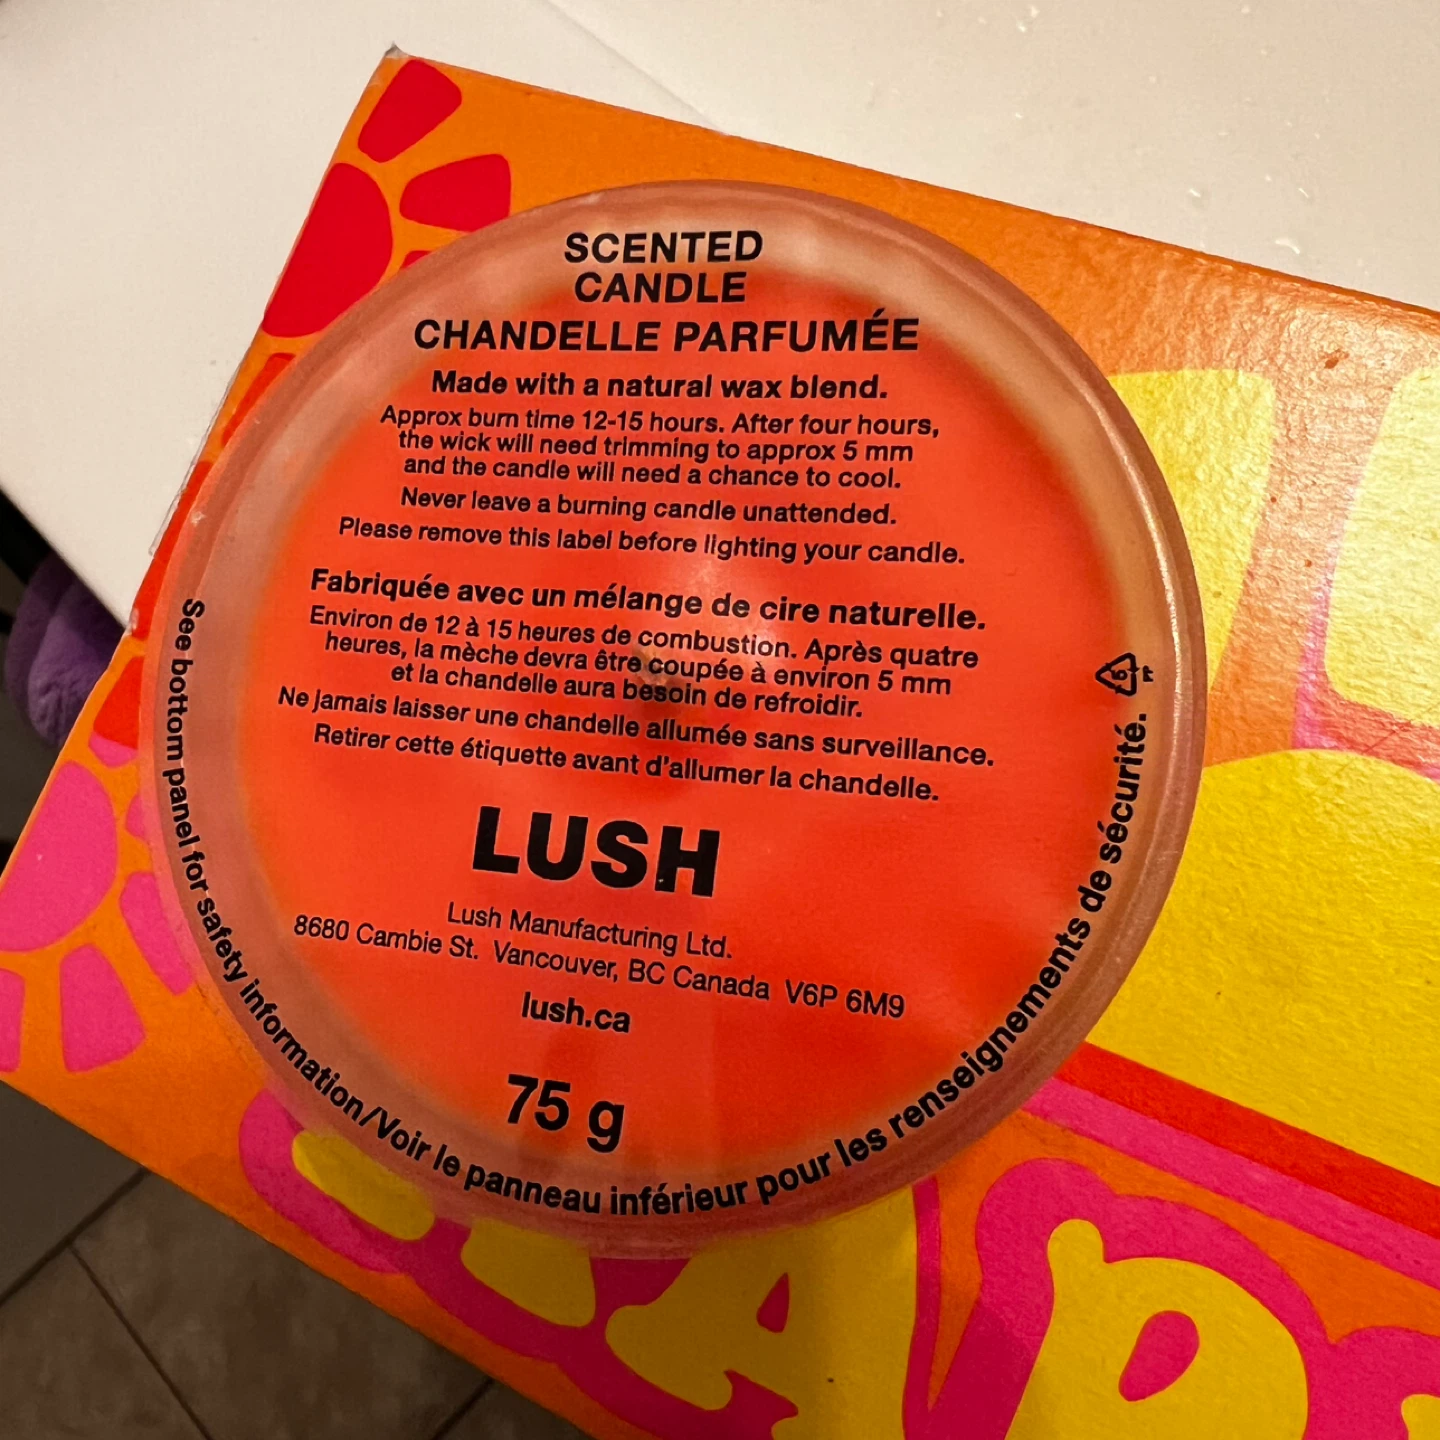 SCENTED
CANDLE
CHANDELLE PARFUMÉE
Made with a natural wax blend.
Approx burn time 12-15 hours. After four hours,
the wick will need trimming to approx 5 mm
and the candle will need a chance to cool.
Never leave a burning candle unattended.
Please remove this label before lighting your candle.
Fabriquée avec un mélange de cire naturelle.
Environ de 12 à 15 heures de combustion. Après quatre
heures, la mèche devra être coupée à environ 5 mm
et la chandelle aura besoin de refroidir.
Ne jamais laisser une chandelle allumée sans surveillance.
Retirer cette étiquette avant d'allumer la chandelle.
LUSH
Lush Manufacturing Ltd.
8680 Cambie St. Vancouver, BC Canada V6P 6M9
lush.ca
75 g
See bottom panel for safety information/Voir le panneau inférieur pour les renseignements de sécurité.
5
PP